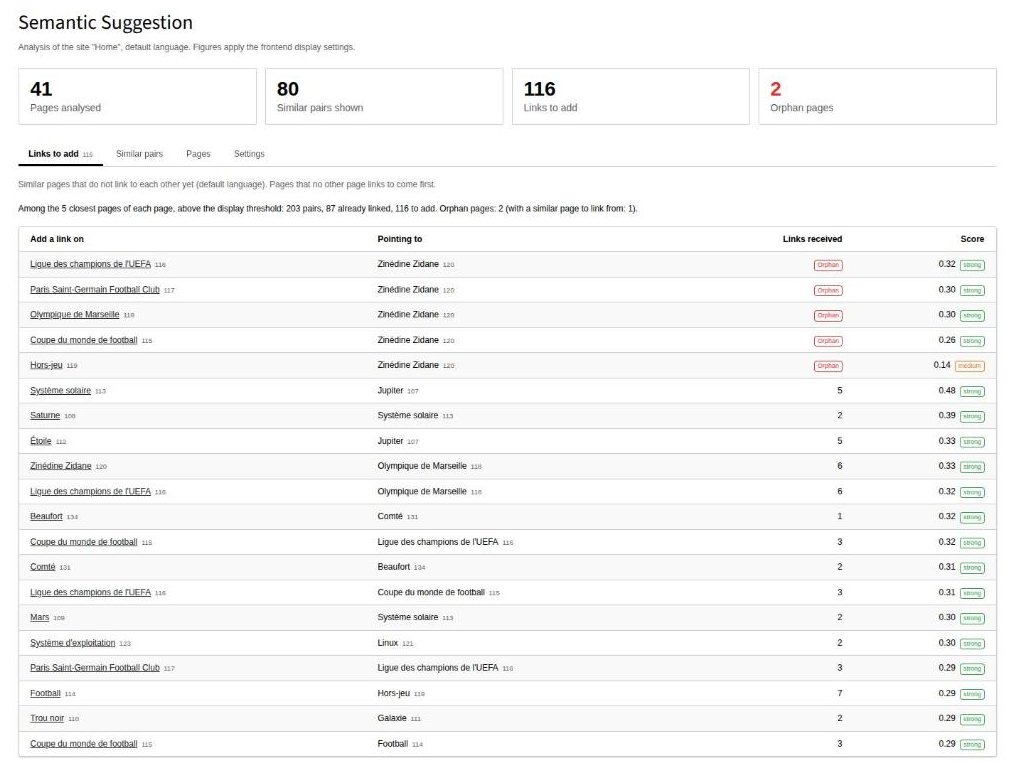 Semantic Suggestion
Analysis of the site "Home", default language. Figures apply the frontend display settings.
41 80 116 2
Pages analysed Similar pairs shown Links to add Orphan pages
Links to add 115 Similar pairs Pages Settings
Similar pages that do not link to each other yet (default language). Pages that no other page links to come first.
Among the 5 closest pages of each page, above the display threshold: 203 pairs, 87 already linked, 116 to add. Orphan pages: 2 (with a similar page to link from: 1).
Add a link on Pointing to Links received Score
Ligue des champions de l'UEFA 116 Zinédine Zidane 120 Orphan 0.32 strong
Paris Saint-Germain Football Club 117 Zinédine Zidane 120 Orphan 0.30 strong
Olympique de Marseille 118 Zinédine Zidane 120 Orphan 0.30 strong
Coupe du monde de football 115 Zinédine Zidane 120 Orphan 0.26 strong
Hors-jeu 119 Zinédine Zidane 120 Orphan 0.14 medium
Système solaire 113 Jupiter 107 5 0.48 strong
Saturne 108 Système solaire 113 2 0.39 strong
Étoile 112 Jupiter 107 5 0.33 strong
Zinédine Zidane 120 Olympique de Marseille 118 6 0.33 strong
Ligue des champions de l'UEFA 116 Olympique de Marseille 118 6 0.32 strong
Beaufort 134 Comté 131 1 0.32 strong
Coupe du monde de football 115 Ligue des champions de l'UEFA 116 3 0.32 strong
Comté 131 Beaufort 134 2 0.31 strong
Ligue des champions de l'UEFA 116 Coupe du monde de football 115 3 0.31 strong
Mars 109 Système solaire 113 2 0.30 strong
Système d'exploitation 123 Linux 121 2 0.30 strong
Paris Saint-Germain Football Club 117 Ligue des champions de l'UEFA 116 3 0.29 strong
Football 114 Hors-jeu 119 7 0.29 strong
Trou noir 110 Galaxie 111 2 0.29 strong
Coupe du monde de football 115 Football 114 3 0.29 strong